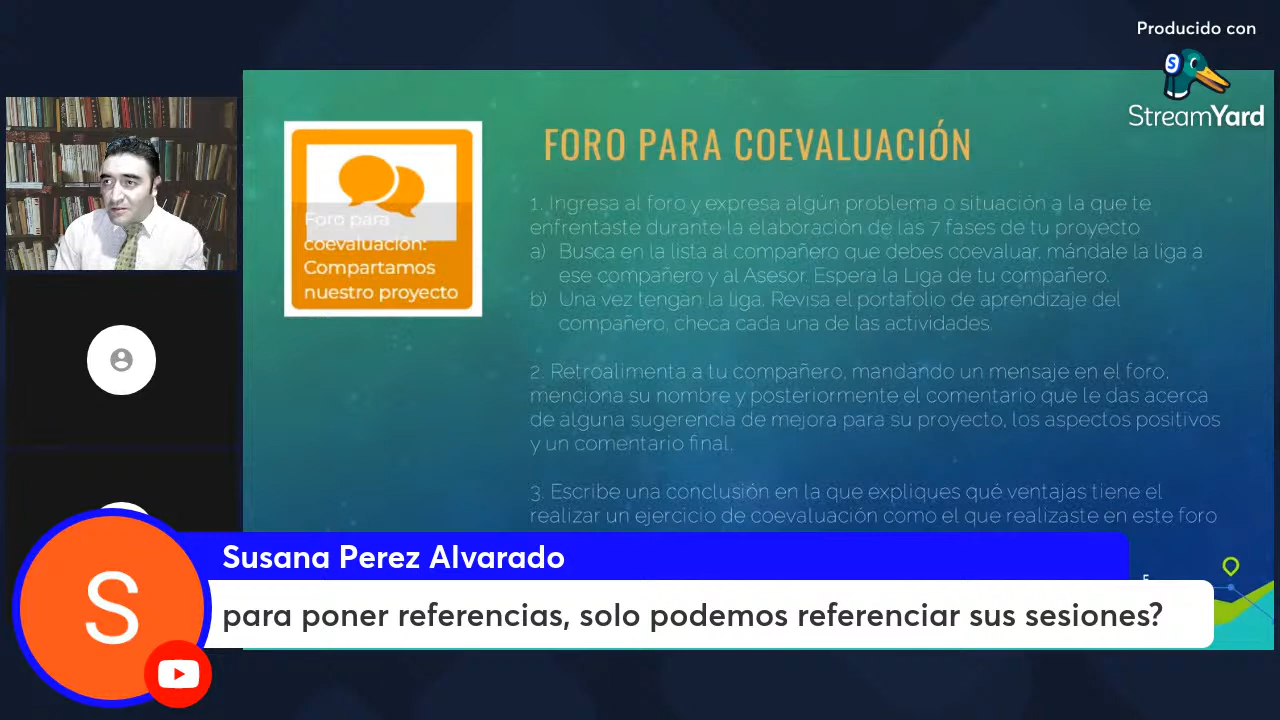 Producido con
StreamYard
FORO PARA COEVALUACIÓN
Foro para
coevaluación:
Compartamos
nuestro proyecto
1. Ingresa al foro y expresa algún problema o situación a la que te
enfrentaste durante la elaboración de las 7 fases de tu proyecto
a) Busca en la lista al compañero que debes coevaluar, mándale la liga a
ese compañero y al Asesor. Espera la Liga de tu compañero.
b) Una vez tengan la liga. Revisa el portafolio de aprendizaje del
compañero, checa cada una de las actividades.
2. Retroalimenta a tu compañero, mandando un mensaje en el foro,
menciona su nombre y posteriormente el comentario que le das acerca
de alguna sugerencia de mejora para su proyecto, los aspectos positivos
y un comentario final.
3. Escribe una conclusión en la que expliques qué ventajas tiene el
realizar un ejercicio de coevaluación como el que realizaste en este foro
S
Susana Perez Alvarado
para poner referencias, solo podemos referenciar sus sesiones?